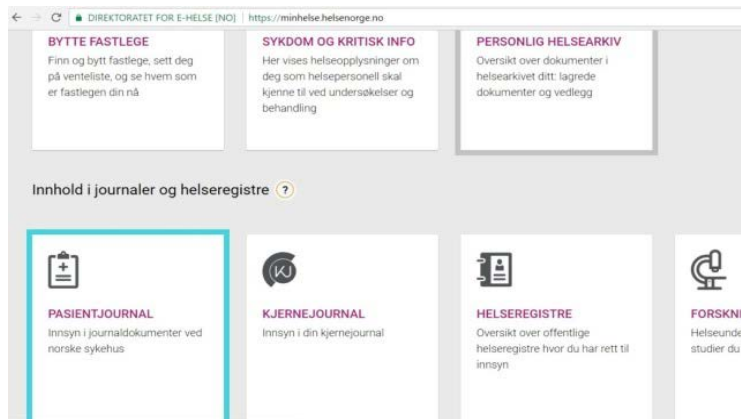 DIREKTORATET FOR E-HELSE [NO] | https://minhelse.helsenorge.no
BYTTE FASTLEGE
Finn og bytt fastlege, sett deg
på venteliste, og se hvem som
er fastlegen din nå
SYKDOM OG KRITISK INFO
Her vises helseopplysninger om
deg som helsepersonell skal
kjenne til ved undersøkelser og
behandling
PERSONLIG HELSEARKIV
Oversikt over dokumenter i
helsearkivet ditt: lagrede
dokumenter og vedlegg
Innhold i journaler og helseregistre ?
PASIENTJOURNAL
Innsyn i journaldokumenter ved
norske sykehus
KJ
KJERNEJOURNAL
Innsyn i din kjernejournal
HELSEREGISTRE
Oversikt over offentlige
helseregistre hvor du har rett til
innsyn
FORSKNI
Helseunde
studier du